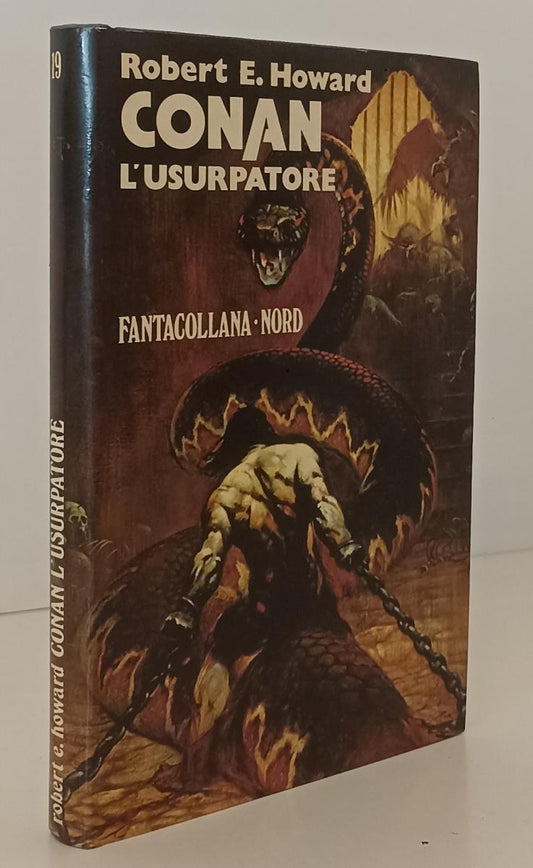 Robert E. Howard
CONAN
L'USURPATORE
FANTACOLLANA · NORD
19
robert e. howard CONAN L'USURPATORE